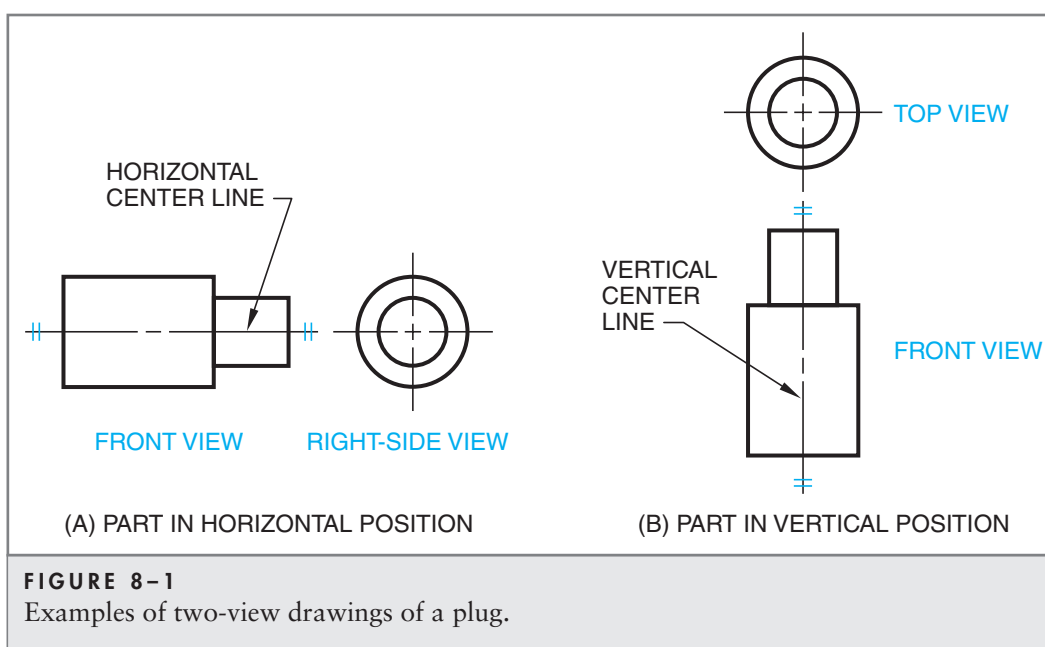 HORIZONTAL
CENTER LINE
FRONT VIEW
RIGHT-SIDE VIEW
(A) PART IN HORIZONTAL POSITION
TOP VIEW
VERTICAL
CENTER
LINE
FRONT VIEW
(B) PART IN VERTICAL POSITION
FIGURE 8–1
Examples of two-view drawings of a plug.